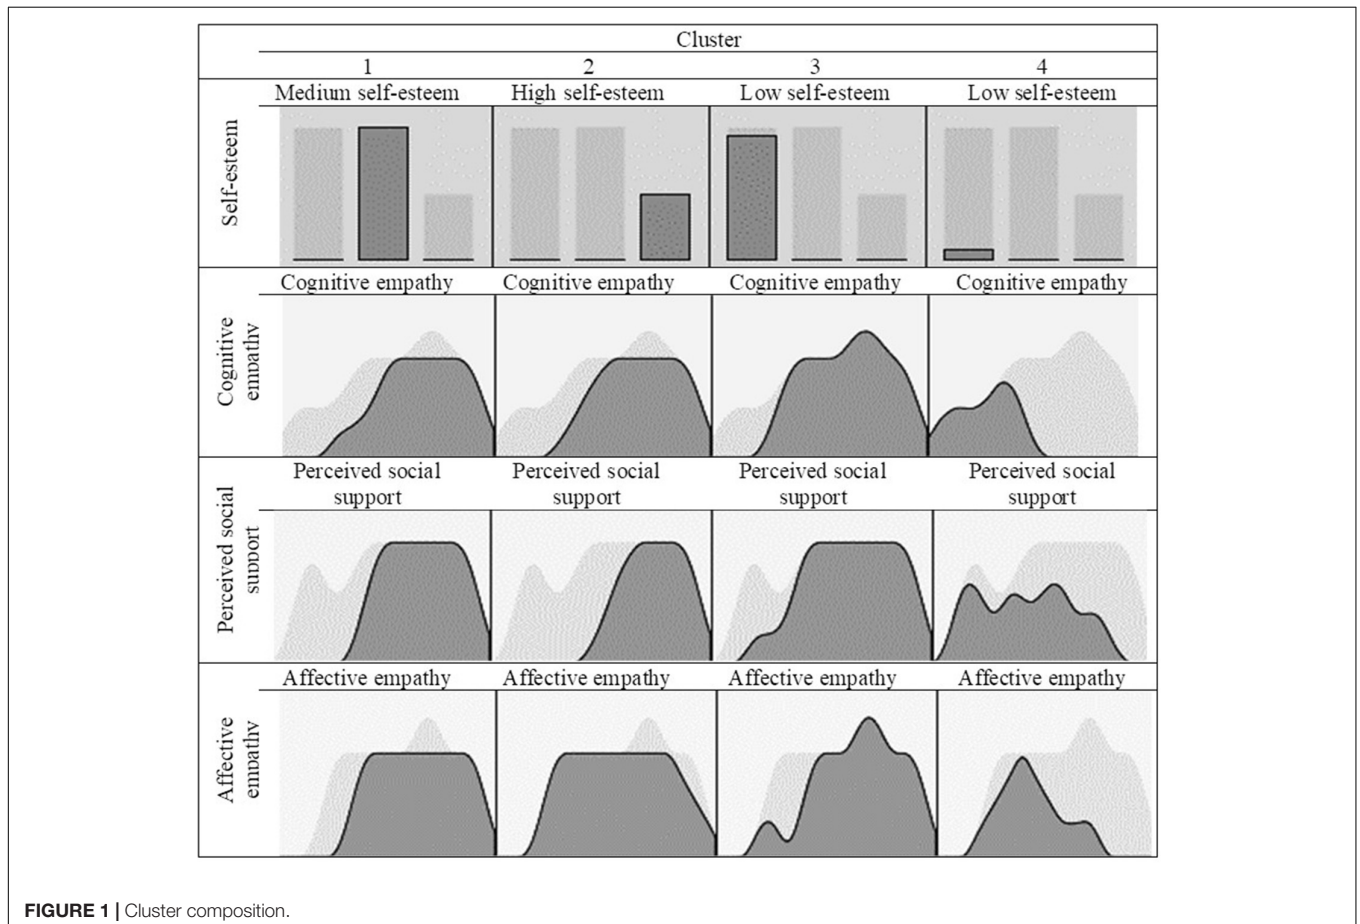 Cluster
1 2 3 4
Medium self-esteem High self-esteem Low self-esteem Low self-esteem
Self-esteem
Cognitive empathy Cognitive empathy Cognitive empathy Cognitive empathy
Cognitive
empathy
Perceived social Perceived social Perceived social Perceived social
support support support support
Perceived social
support
Affective empathy Affective empathy Affective empathy Affective empathy
Affective
empathy
FIGURE 1 | Cluster composition.